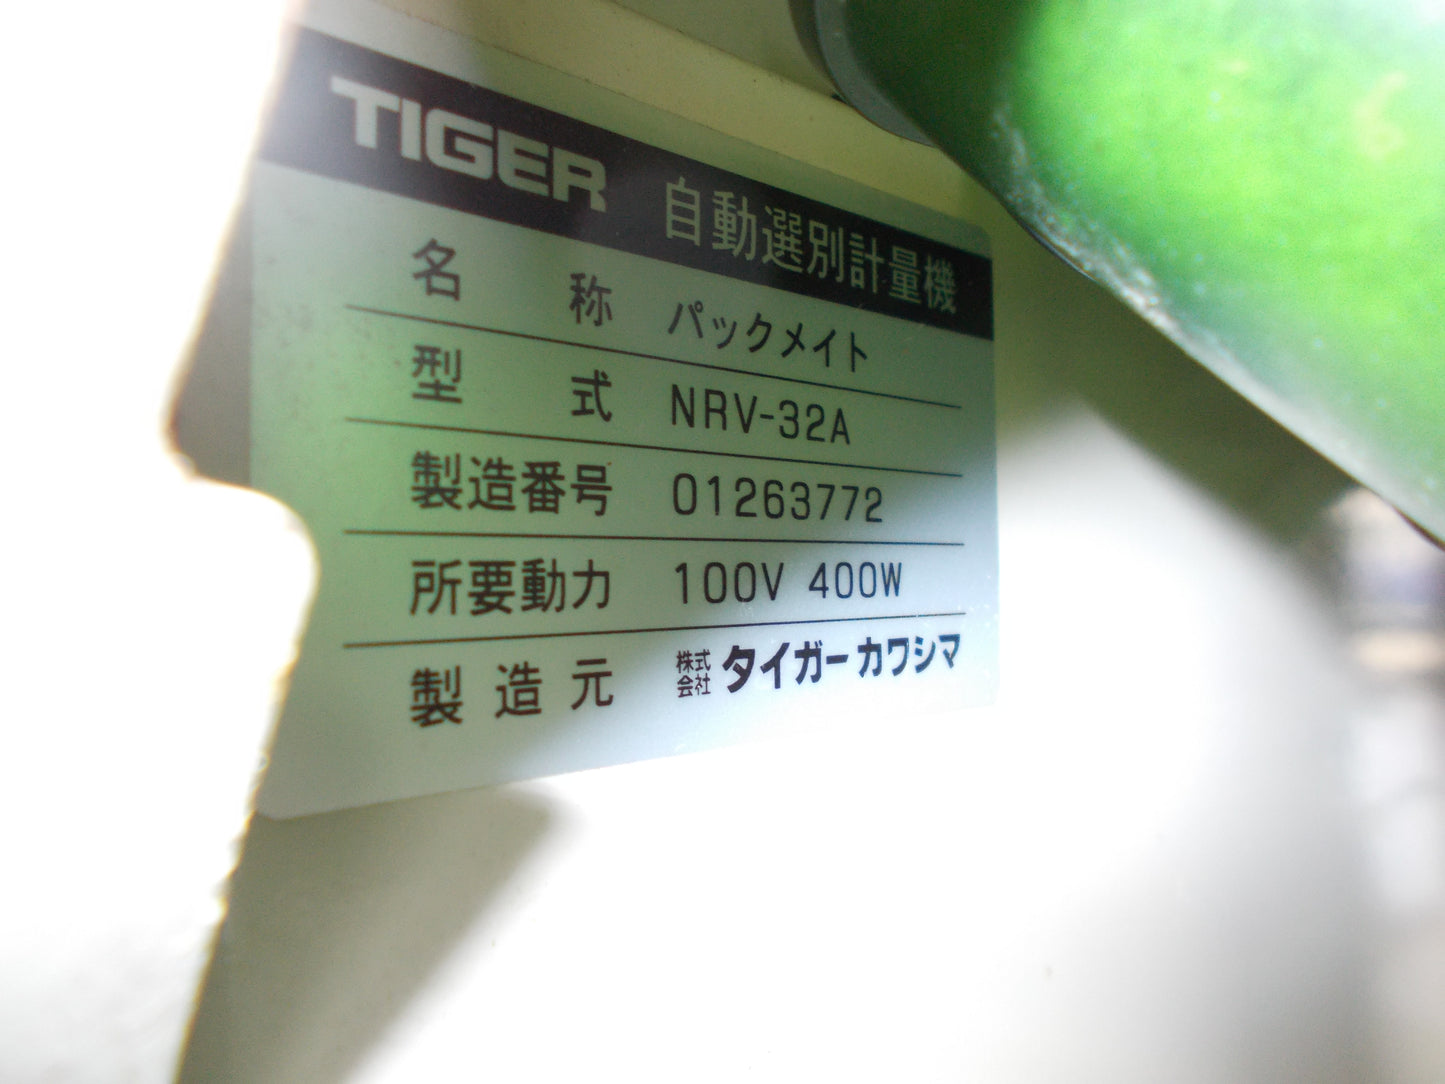 TIGER 自動選別計量機
名称 パックメイト
型式 NRV-32A
製造番号 01263772
所要動力 100V 400W
製造元 株式会社 タイガーカワシマ